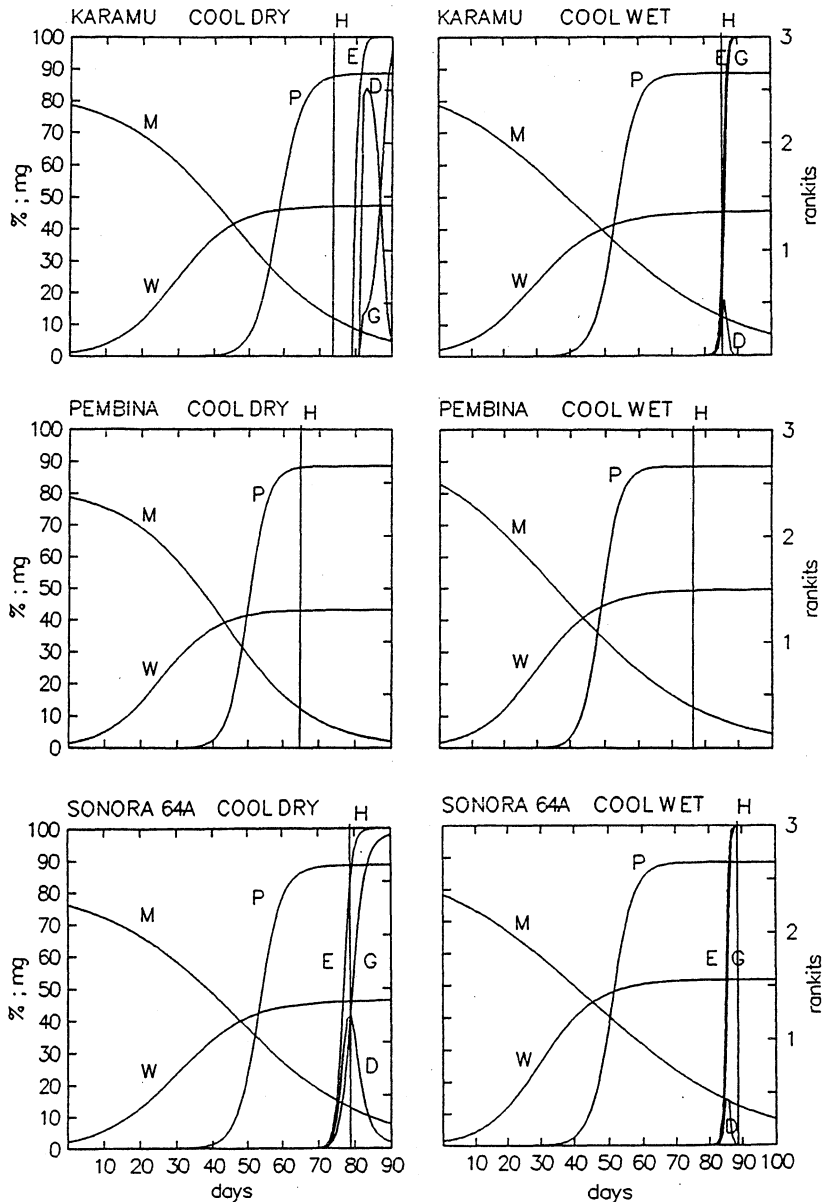 KARAMU COOL DRY H
KARAMU COOL WET H
100
90
80
70
60
50
40
30
20
10
0
% ; mg
M
W
P
E
D
G
M
W
P
E G
D
3
2
1
rankits
PEMBINA COOL DRY H
PEMBINA COOL WET H
100
90
80
70
60
50
40
30
20
10
0
% ; mg
M
W
P
M
W
P
3
2
1
rankits
SONORA 64A COOL DRY H
SONORA 64A COOL WET H
100
90
80
70
60
50
40
30
20
10
0
% ; mg
M
W
P
E G
D
M
W
P
E G
D
3
2
1
rankits
10 20 30 40 50 60 70 80 90
days
10 20 30 40 50 60 70 80 90 100
days